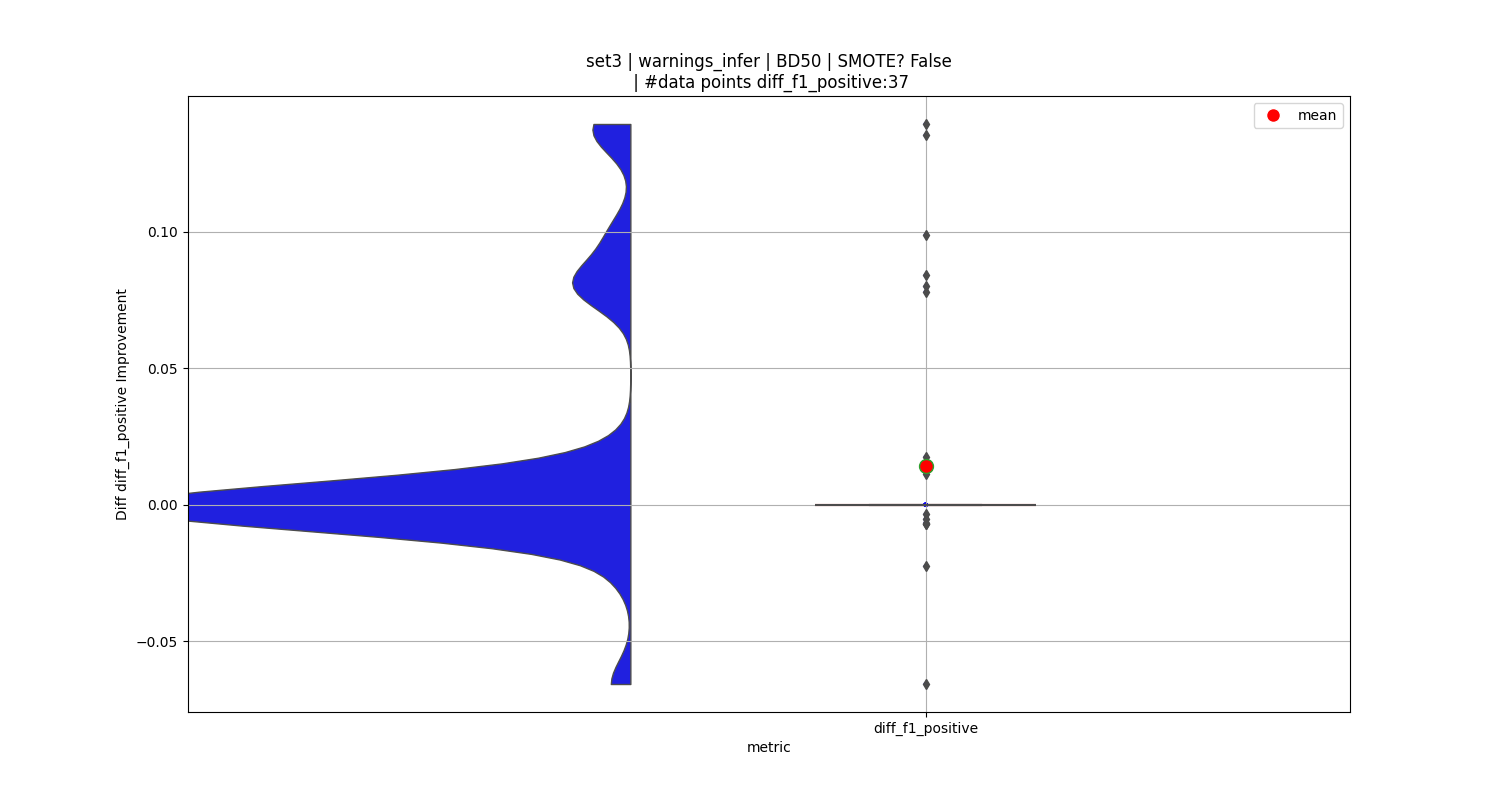 set3 | warnings_infer | BD50 | SMOTE? False
| #data points diff_f1_positive:37
mean
0.10
0.05
0.00
−0.05
Diff diff_f1_positive Improvement
diff_f1_positive
metric